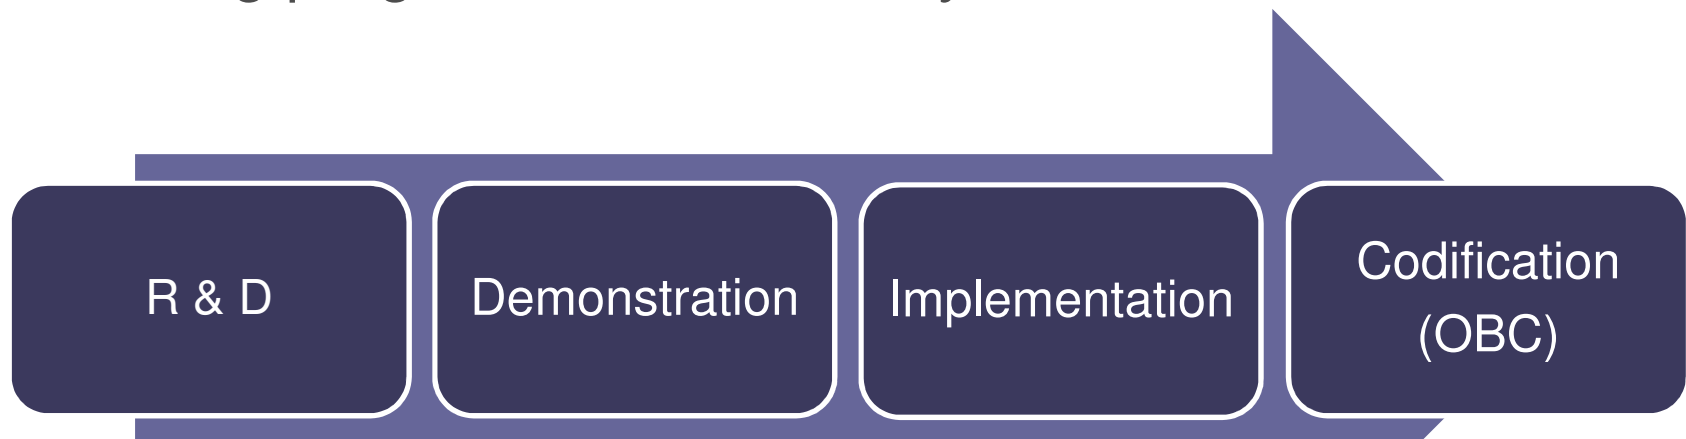 R & D
Demonstration
Implementation
Codification
(OBC)